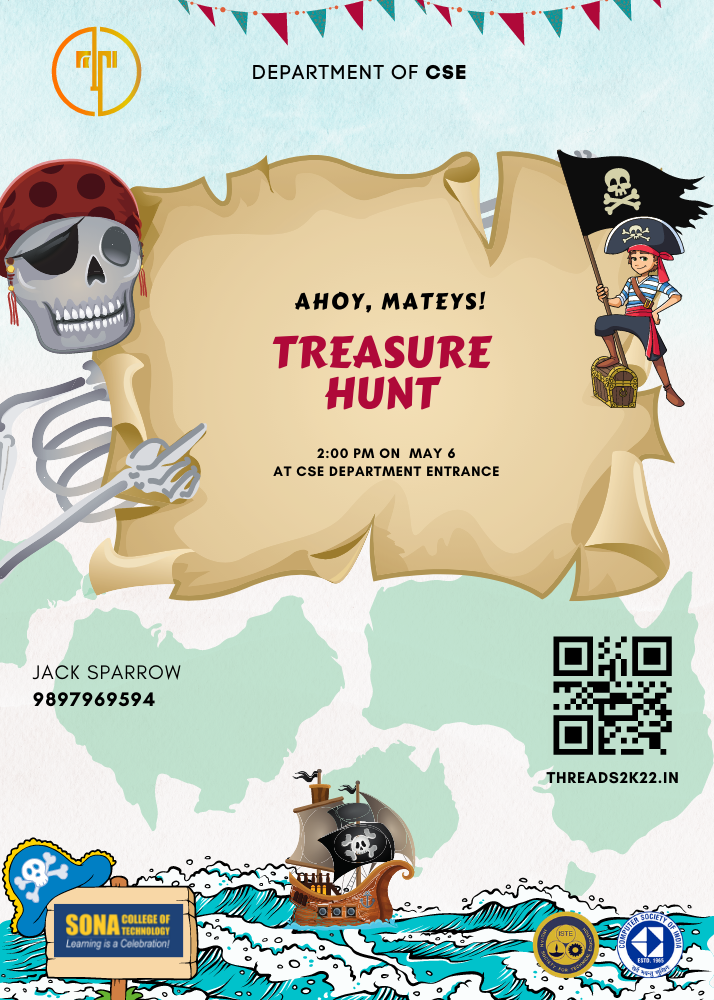 DEPARTMENT OF CSE
AHOY, MATEYS!
TREASURE
HUNT
2:00 PM ON MAY 6
AT CSE DEPARTMENT ENTRANCE
JACK SPARROW
9897969594
THREADS2K22.IN
SONA COLLEGE OF
TECHNOLOGY
Learning is a Celebration!
ISTE
COMPUTER SOCIETY OF INDIA
ESTD. 1965